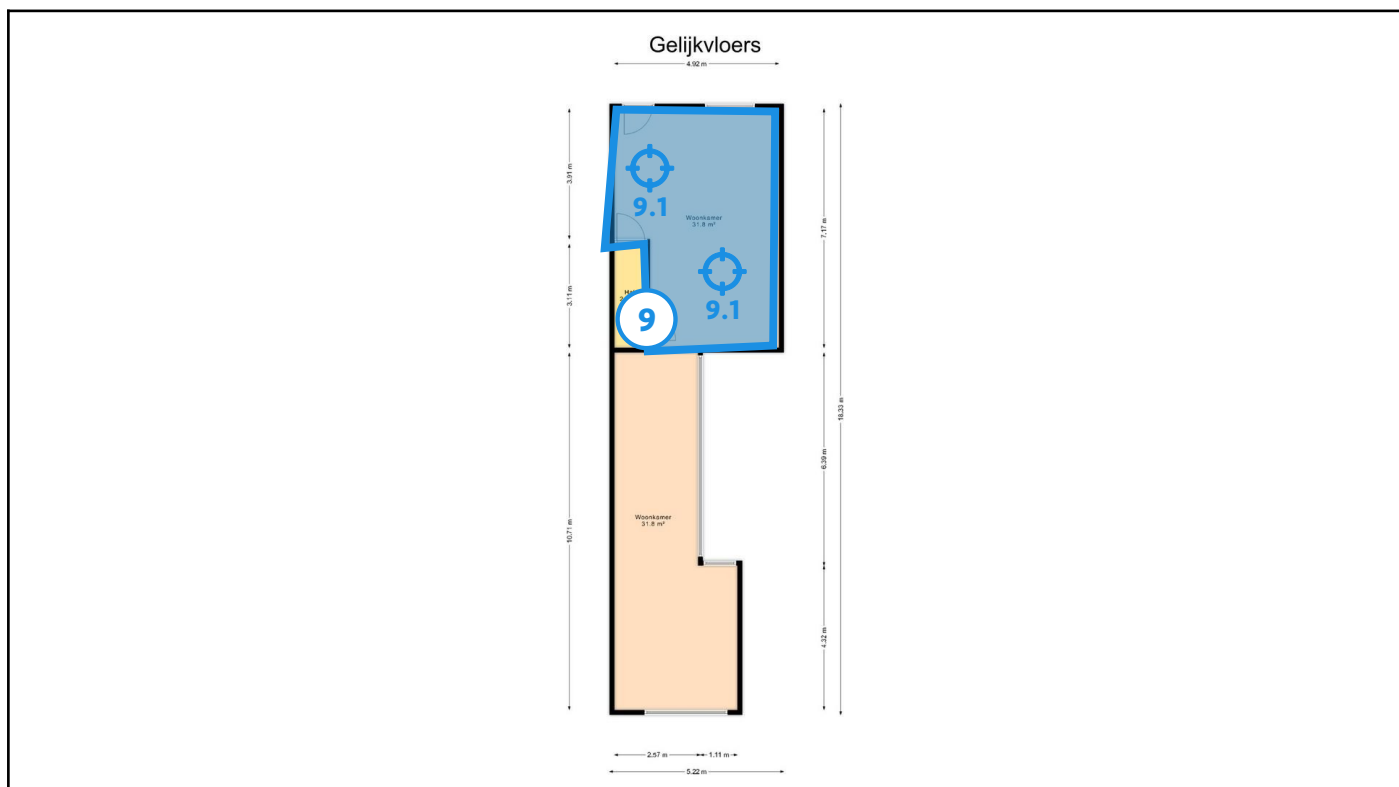 Gelijkvloers
4.92 m
3.91 m
9.1
Woonkamer
31.8 m²
7.17 m
3.11 m
9
9.1
18.33 m
6.39 m
10.71 m
Woonkamer
31.8 m²
4.32 m
2.57 m
1.11 m
5.22 m